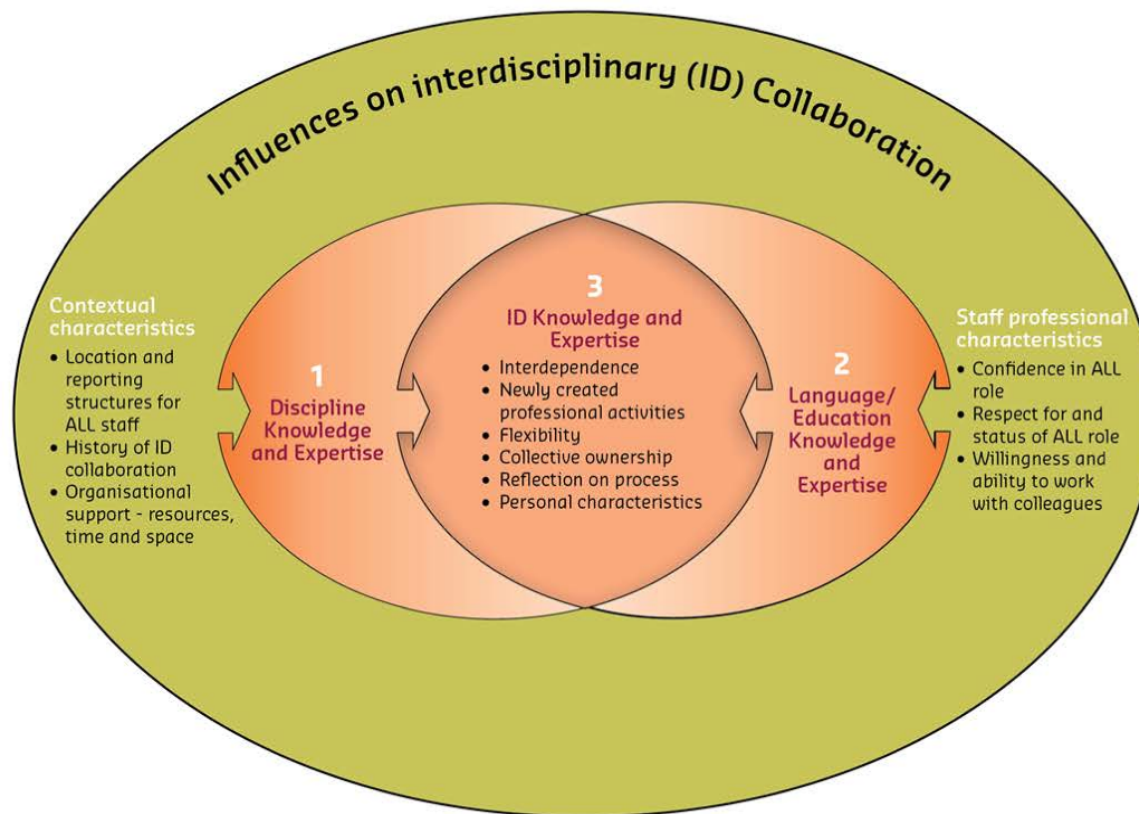 Influences on interdisciplinary (ID) Collaboration
Contextual
characteristics
• Location and
reporting
structures for
ALL staff
• History of ID
collaboration
• Organisational
support - resources,
time and space
1
Discipline
Knowledge
and Expertise
3
ID Knowledge and
Expertise
• Interdependence
• Newly created
professional activities
• Flexibility
• Collective ownership
• Reflection on process
• Personal characteristics
2
Language/
Education
Knowledge
and
Expertise
Staff professional
characteristics
• Confidence in ALL
role
• Respect for and
status of ALL role
• Willingness and
ability to work
with colleagues